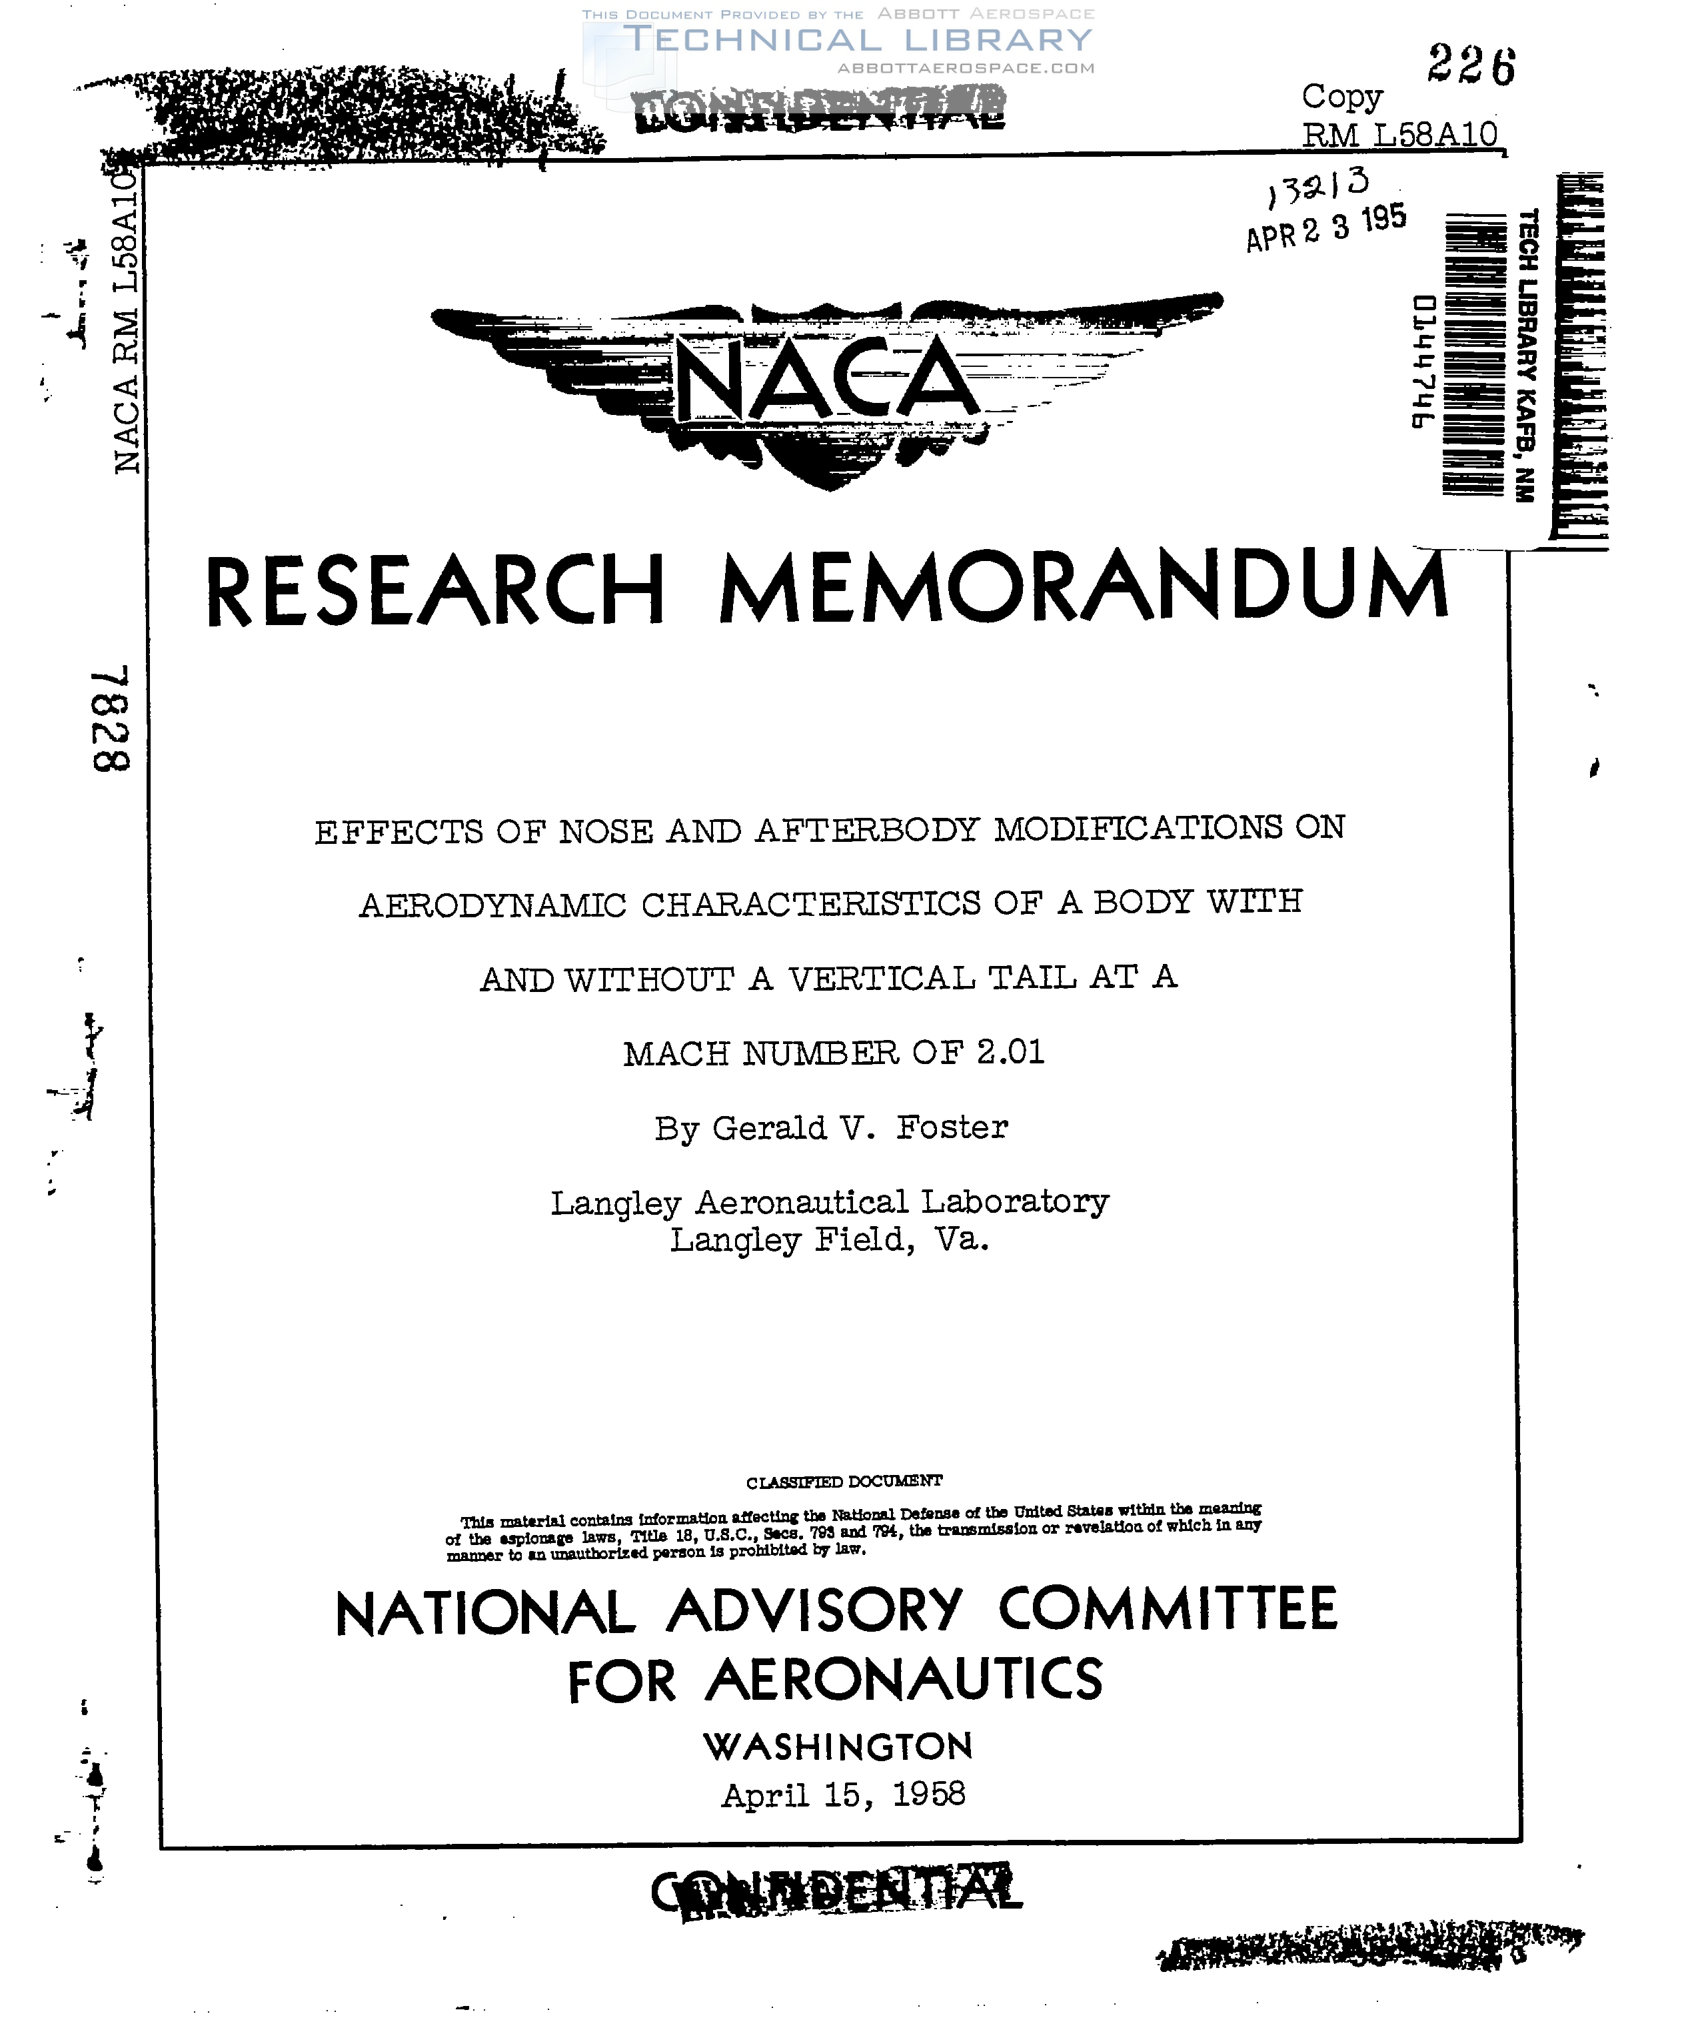 THIS DOCUMENT PROVIDED BY THE ABBOTT AEROSPACE
TECHNICAL LIBRARY
ABBOTTAEROSPACE.COM
CONFIDENTIAL
226
Copy
RM L58A10
13213
APR 23 195
NACA RM L58A10
TECH LIBRARY KAFB, NM
0144746
NACA
RESEARCH MEMORANDUM
7828
EFFECTS OF NOSE AND AFTERBODY MODIFICATIONS ON
AERODYNAMIC CHARACTERISTICS OF A BODY WITH
AND WITHOUT A VERTICAL TAIL AT A
MACH NUMBER OF 2.01
By Gerald V. Foster
Langley Aeronautical Laboratory
Langley Field, Va.
CLASSIFIED DOCUMENT
This material contains information affecting the National Defense of the United States within the meaning
of the espionage laws, Title 18, U.S.C., Secs. 793 and 794, the transmission or revelation of which in any
manner to an unauthorized person is prohibited by law.
NATIONAL ADVISORY COMMITTEE
FOR AERONAUTICS
WASHINGTON
April 15, 1958
CONFIDENTIAL